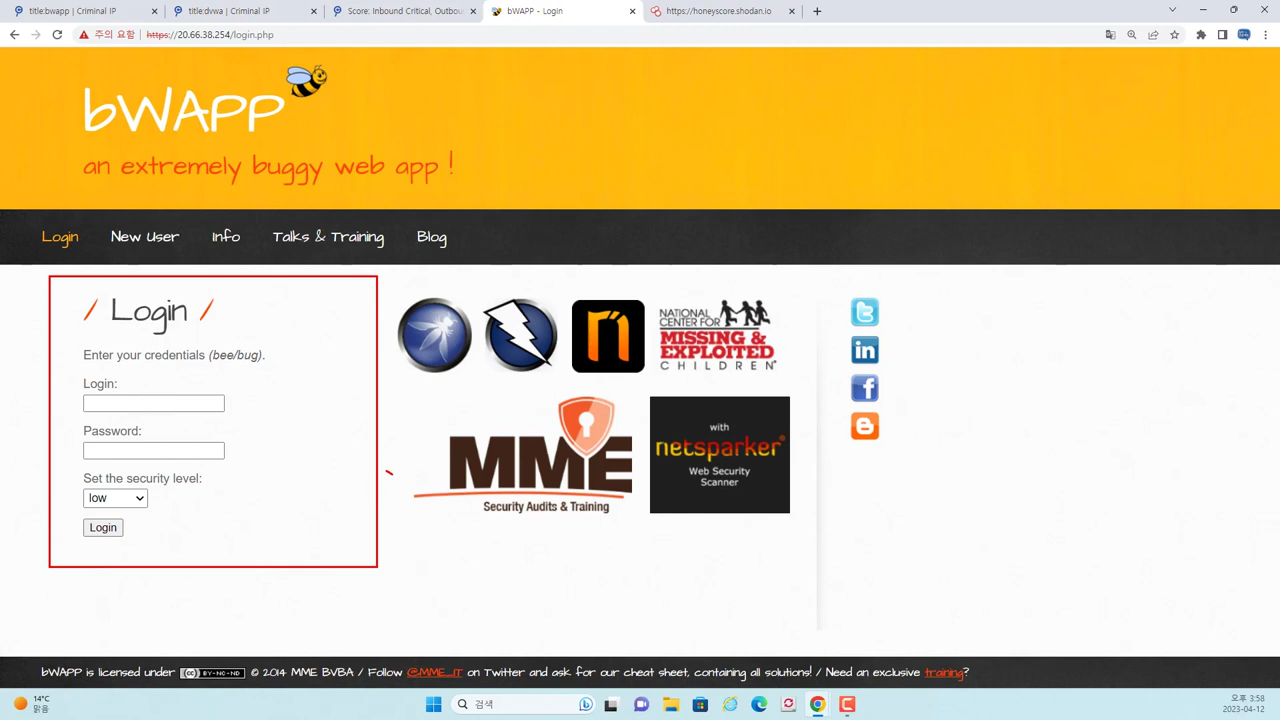 title:bwapp | Criminal IP
title:dvwa | Criminal IP
Score: Inbound Critical, Outbou
bWAPP - Login
https://honeyscore.shodan.io
주의 요함 | https://20.66.38.254/login.php
bWAPP
an extremely buggy web app !
Login
New User
Info
Talks & Training
Blog
/ Login /
Enter your credentials (bee/bug).
Login:
Password:
Set the security level:
low
Login
NATIONAL
CENTER FOR
MISSING &
EXPLOITED
CHILDREN®
MME
Security Audits & Training
with
netsparker®
Web Security
Scanner
bWAPP is licensed under (cc) BY-NC-ND © 2014 MME BVBA / Follow @MME_IT on Twitter and ask for our cheat sheet, containing all solutions! / Need an exclusive training?
14°C
맑음
검색
오후 3:58
2023-04-12